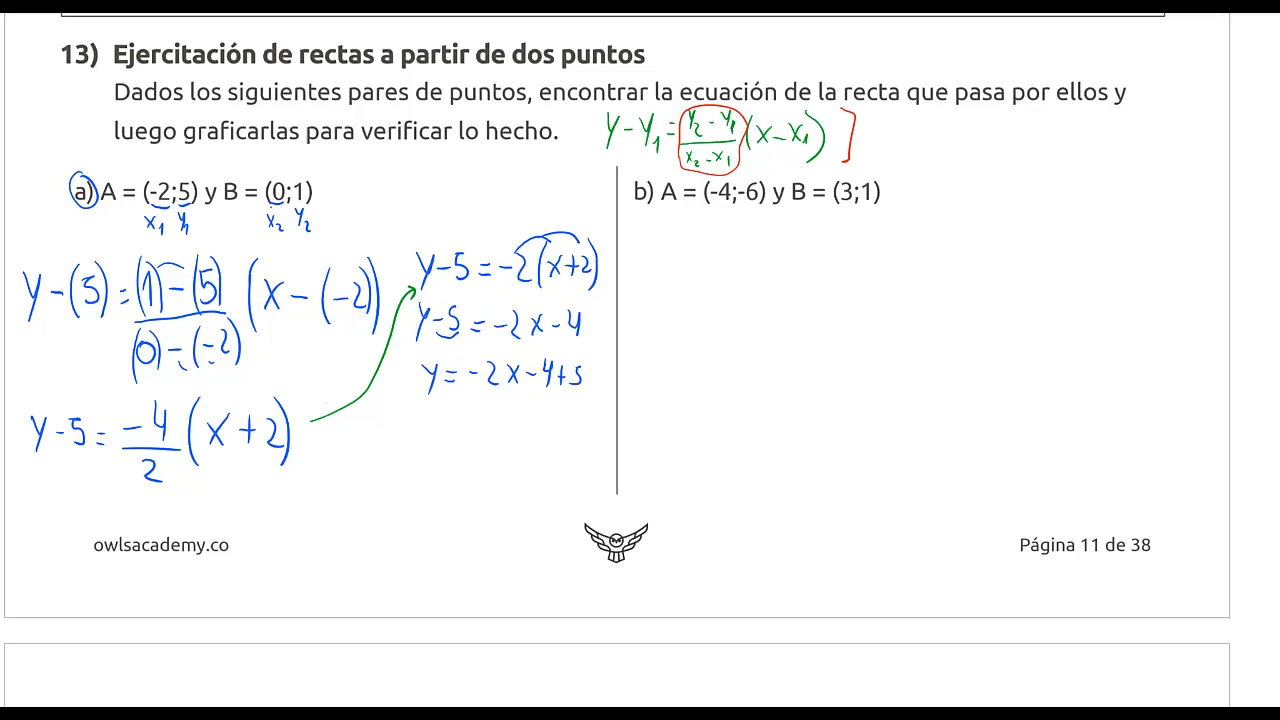 13) Ejercitación de rectas a partir de dos puntos
Dados los siguientes pares de puntos, encontrar la ecuación de la recta que pasa por ellos y
luego graficarlas para verificar lo hecho.
y - y₁ = (y₂ - y₁)/(x₂ - x₁) (x - x₁) ]
a) A = (-2;5) y B = (0;1)
x₁ y₁ x₂ y₂
y - (5) = ((1) - (5))/((0) - (-2)) (x - (-2))
y - 5 = -4/2 (x + 2)
y - 5 = -2(x + 2)
y - 5 = -2x - 4
y = -2x - 4 + 5
b) A = (-4;-6) y B = (3;1)
owlsacademy.co
Página 11 de 38